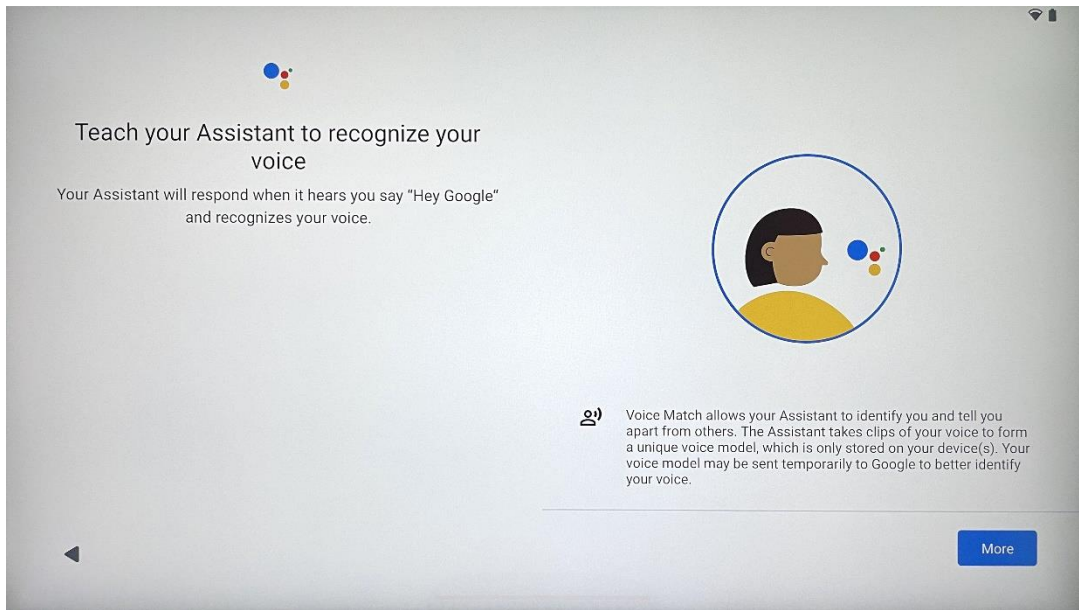 Teach your Assistant to recognize your
voice
Your Assistant will respond when it hears you say “Hey Google“
and recognizes your voice.
Voice Match allows your Assistant to identify you and tell you
apart from others. The Assistant takes clips of your voice to form
a unique voice model, which is only stored on your device(s). Your
voice model may be sent temporarily to Google to better identify
your voice.
More